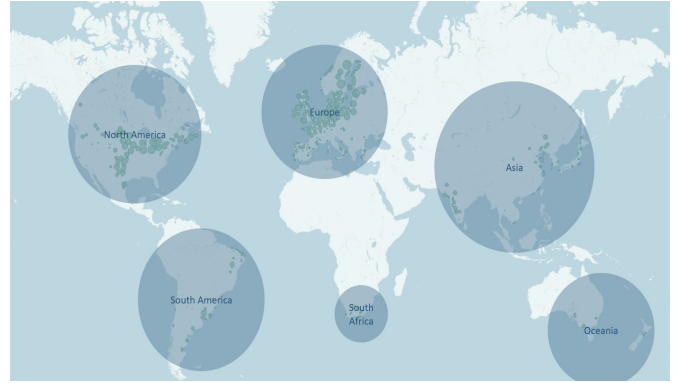 Europe
North America
Asia
South America
South
Africa
Oceania